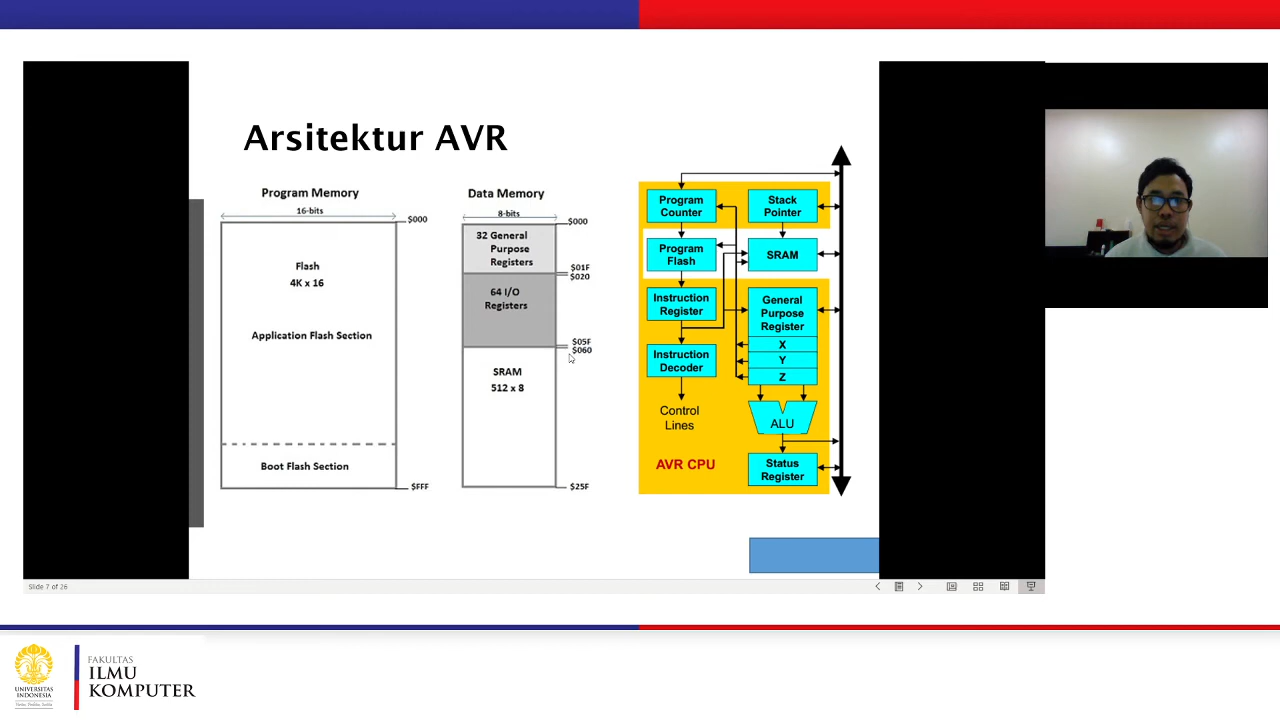 Arsitektur AVR
Program Memory
16-bits
$000
Flash
4K x 16
Application Flash Section
Boot Flash Section
$FFF
Data Memory
8-bits
$000
32 General
Purpose
Registers
$01F
$020
64 I/O
Registers
$05F
$060
SRAM
512 x 8
$25F
Program
Counter
Stack
Pointer
Program
Flash
SRAM
Instruction
Register
General
Purpose
Register
X
Y
Z
Instruction
Decoder
Control
Lines
ALU
AVR CPU
Status
Register
Slide 7 of 26
UNIVERSITAS
INDONESIA
FAKULTAS
ILMU
KOMPUTER